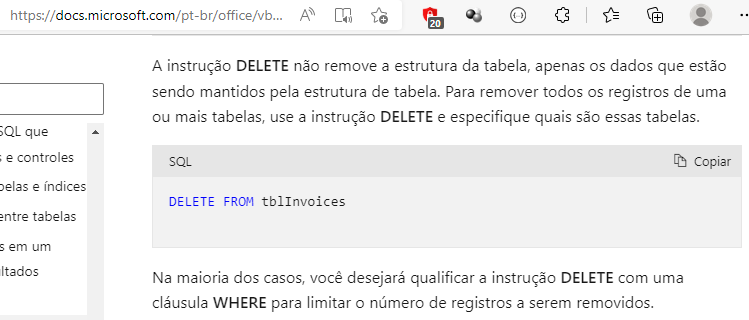 https://docs.microsoft.com/pt-br/office/vb...
20
A instrução DELETE não remove a estrutura da tabela, apenas os dados que estão
sendo mantidos pela estrutura de tabela. Para remover todos os registros de uma
ou mais tabelas, use a instrução DELETE e especifique quais são essas tabelas.
SQL que
s e controles
belas e índices
entre tabelas
s em um
ultados
SQL
Copiar
DELETE FROM tblInvoices
Na maioria dos casos, você desejará qualificar a instrução DELETE com uma
cláusula WHERE para limitar o número de registros a serem removidos.